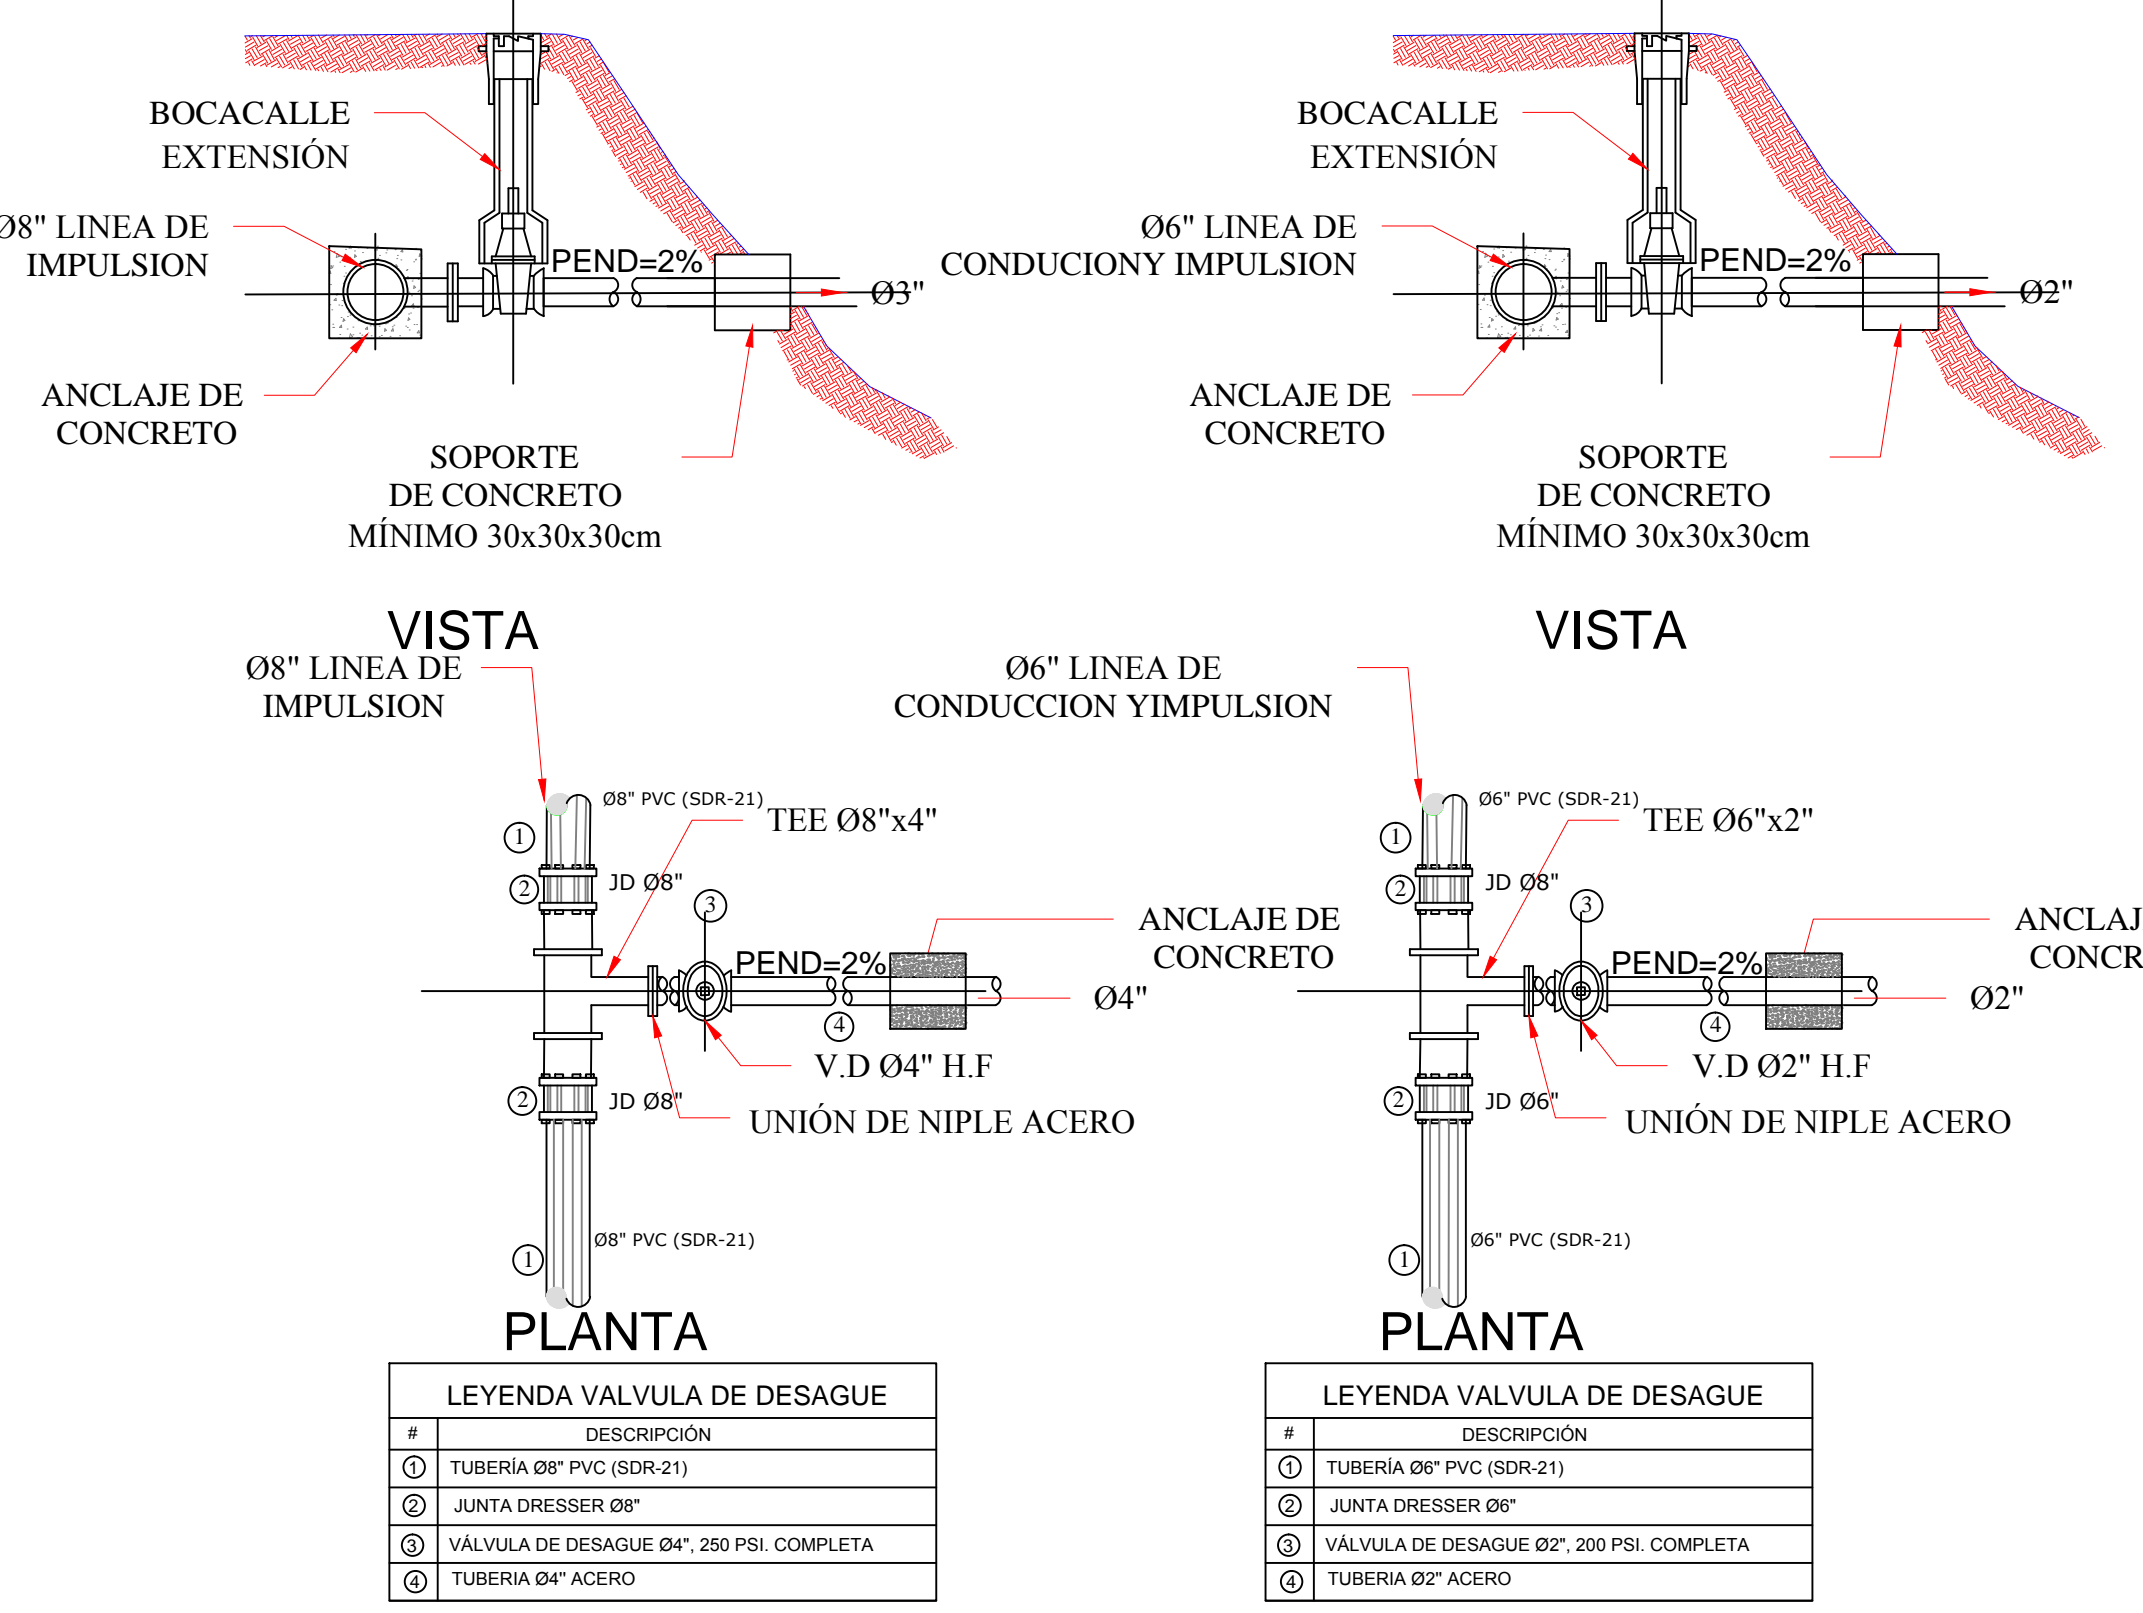 BOCACALLE
EXTENSIÓN
Ø8" LINEA DE
IMPULSION
PEND=2%
Ø3"
ANCLAJE DE
CONCRETO
SOPORTE
DE CONCRETO
MÍNIMO 30x30x30cm
VISTA
BOCACALLE
EXTENSIÓN
Ø6" LINEA DE
CONDUCIONY IMPULSION
PEND=2%
Ø2"
ANCLAJE DE
CONCRETO
SOPORTE
DE CONCRETO
MÍNIMO 30x30x30cm
VISTA
Ø8" LINEA DE
IMPULSION
Ø8" PVC (SDR-21)
TEE Ø8"x4"
1
2
JD Ø8"
3
ANCLAJE DE
CONCRETO
PEND=2%
Ø4"
4
V.D Ø4" H.F
2
JD Ø8"
UNIÓN DE NIPLE ACERO
Ø8" PVC (SDR-21)
1
PLANTA
LEYENDA VALVULA DE DESAGUE
# DESCRIPCIÓN
1 TUBERÍA Ø8" PVC (SDR-21)
2 JUNTA DRESSER Ø8"
3 VÁLVULA DE DESAGUE Ø4", 250 PSI. COMPLETA
4 TUBERIA Ø4" ACERO
Ø6" LINEA DE
CONDUCCION YIMPULSION
Ø6" PVC (SDR-21)
TEE Ø6"x2"
1
2
JD Ø8"
3
ANCLAJ
CONCR
PEND=2%
Ø2"
4
V.D Ø2" H.F
2
JD Ø6"
UNIÓN DE NIPLE ACERO
Ø6" PVC (SDR-21)
1
PLANTA
LEYENDA VALVULA DE DESAGUE
# DESCRIPCIÓN
1 TUBERÍA Ø6" PVC (SDR-21)
2 JUNTA DRESSER Ø6"
3 VÁLVULA DE DESAGUE Ø2", 200 PSI. COMPLETA
4 TUBERIA Ø2" ACERO